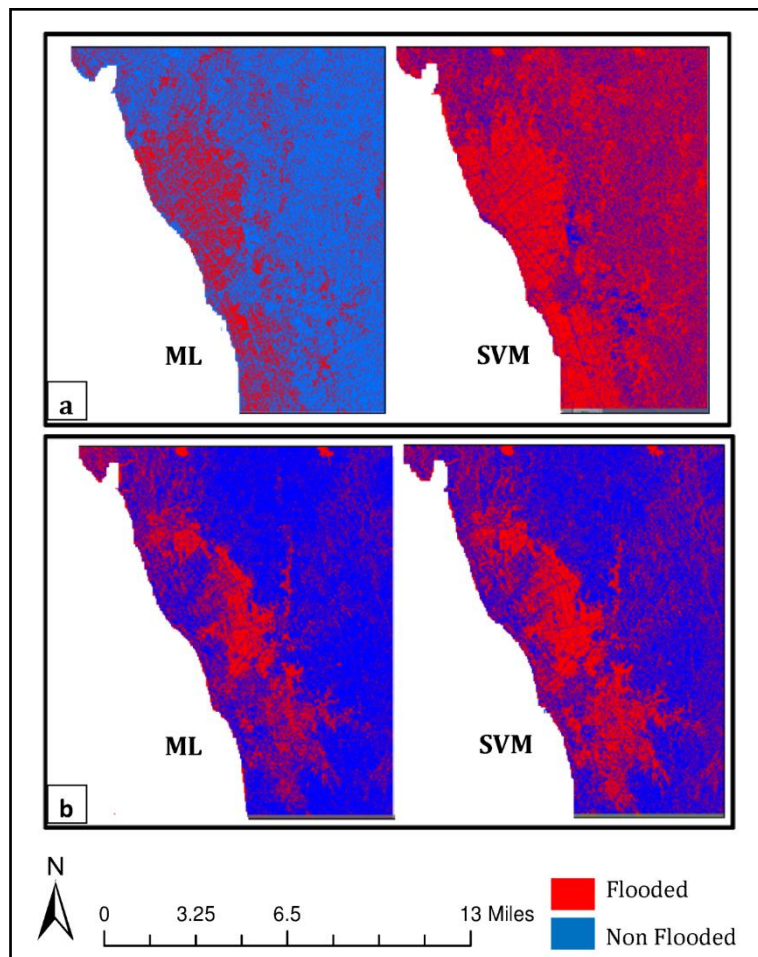 ML
SVM
a
ML
SVM
b
N
0 3.25 6.5 13 Miles
Flooded
Non Flooded